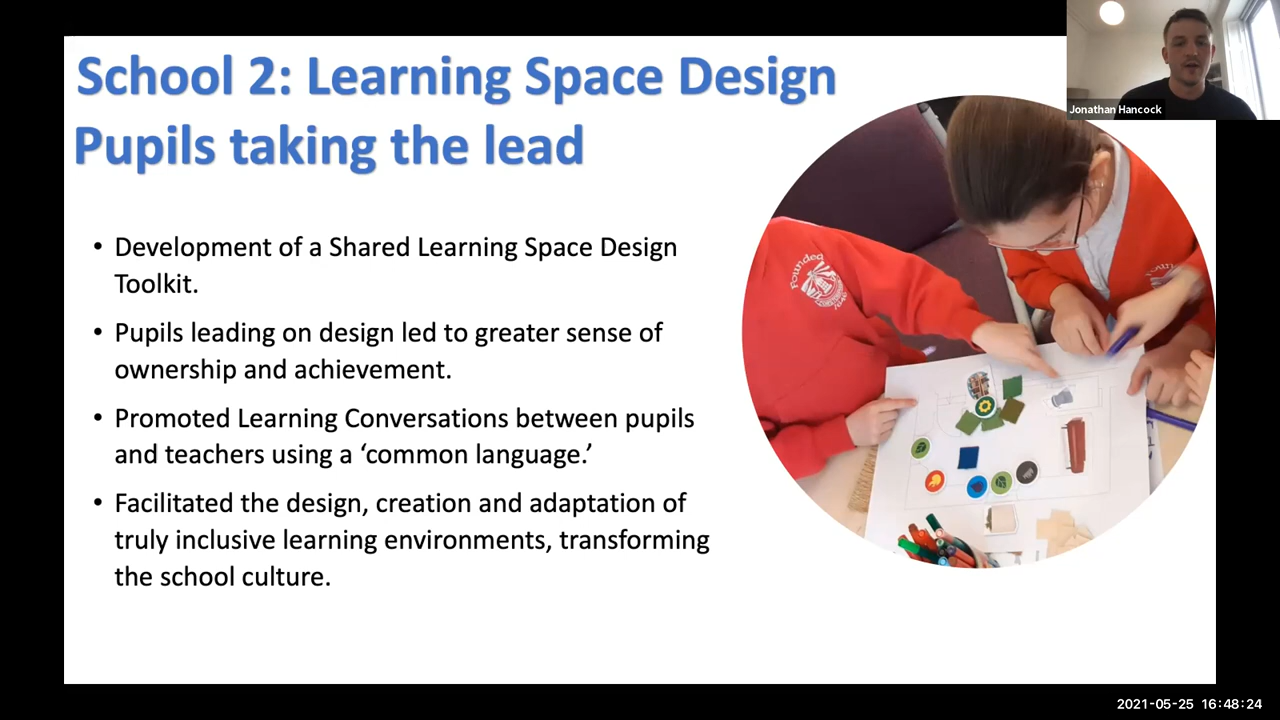 School 2: Learning Space Design
Pupils taking the lead
Jonathan Hancock
• Development of a Shared Learning Space Design
Toolkit.
• Pupils leading on design led to greater sense of
ownership and achievement.
• Promoted Learning Conversations between pupils
and teachers using a ‘common language.’
• Facilitated the design, creation and adaptation of
truly inclusive learning environments, transforming
the school culture.
Founded
2021-05-25 16:48:24